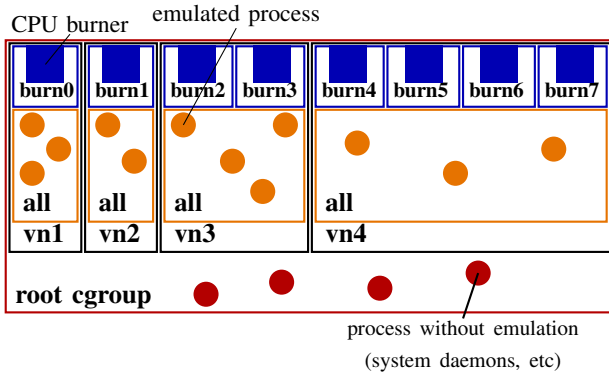 emulated process
CPU burner
burn0 burn1 burn2 burn3 burn4 burn5 burn6 burn7
all all all all
vn1 vn2 vn3 vn4
root cgroup
process without emulation
(system daemons, etc)